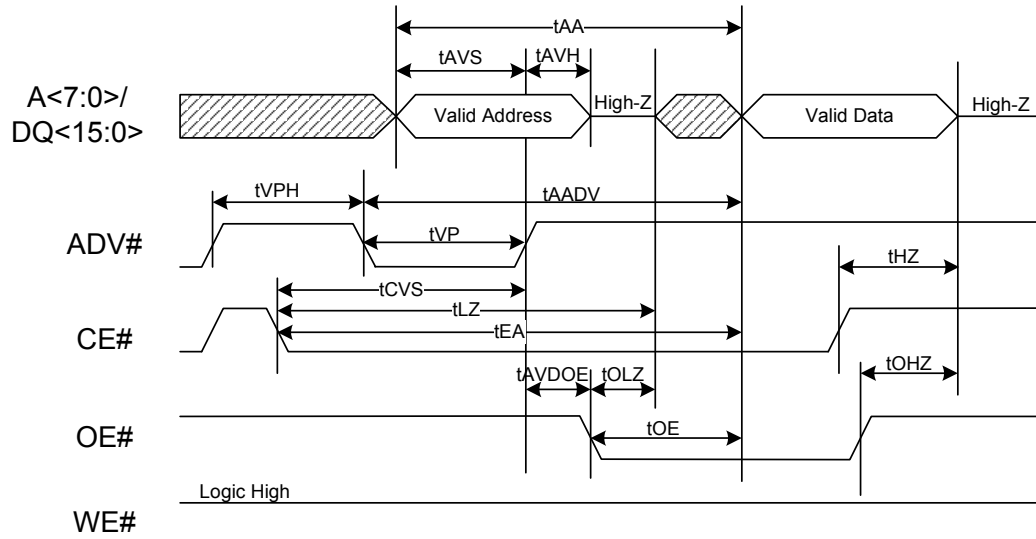 tAA
tAVS
tAVH
A<7:0>/
DQ<15:0>
Valid Address
High-Z
Valid Data
High-Z
tVPH
tAADV
ADV#
tVP
tHZ
tCVS
tLZ
CE#
tEA
tOHZ
tAVDOE
tOLZ
OE#
tOE
Logic High
WE#